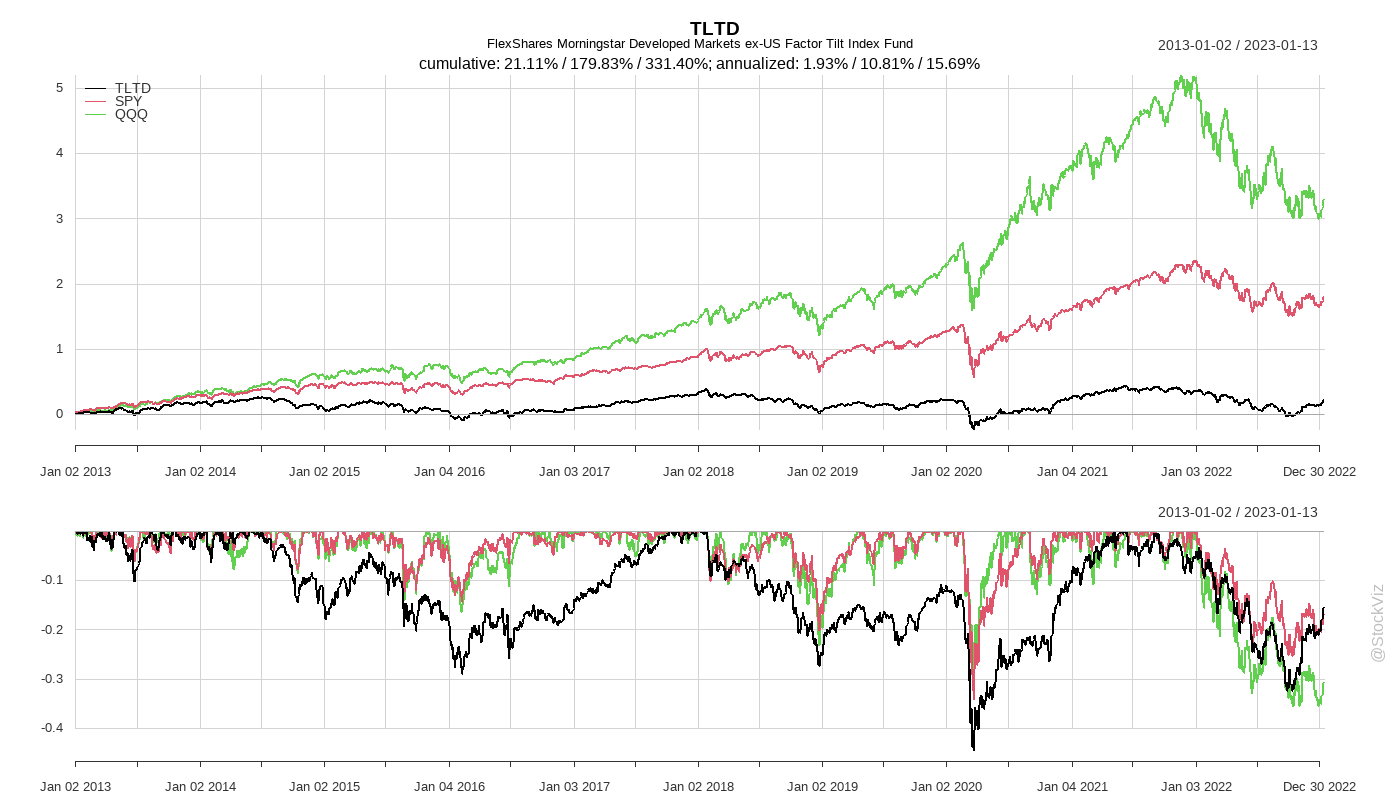 TLTD
FlexShares Morningstar Developed Markets ex-US Factor Tilt Index Fund
2013-01-02 / 2023-01-13
cumulative: 21.11% / 179.83% / 331.40%; annualized: 1.93% / 10.81% / 15.69%
TLTD
SPY
QQQ
5
4
3
2
1
0
Jan 02 2013 Jan 02 2014 Jan 02 2015 Jan 04 2016 Jan 03 2017 Jan 02 2018 Jan 02 2019 Jan 02 2020 Jan 04 2021 Jan 03 2022 Dec 30 2022
2013-01-02 / 2023-01-13
-0.1
-0.2
-0.3
-0.4
Jan 02 2013 Jan 02 2014 Jan 02 2015 Jan 04 2016 Jan 03 2017 Jan 02 2018 Jan 02 2019 Jan 02 2020 Jan 04 2021 Jan 03 2022 Dec 30 2022
@StockViz